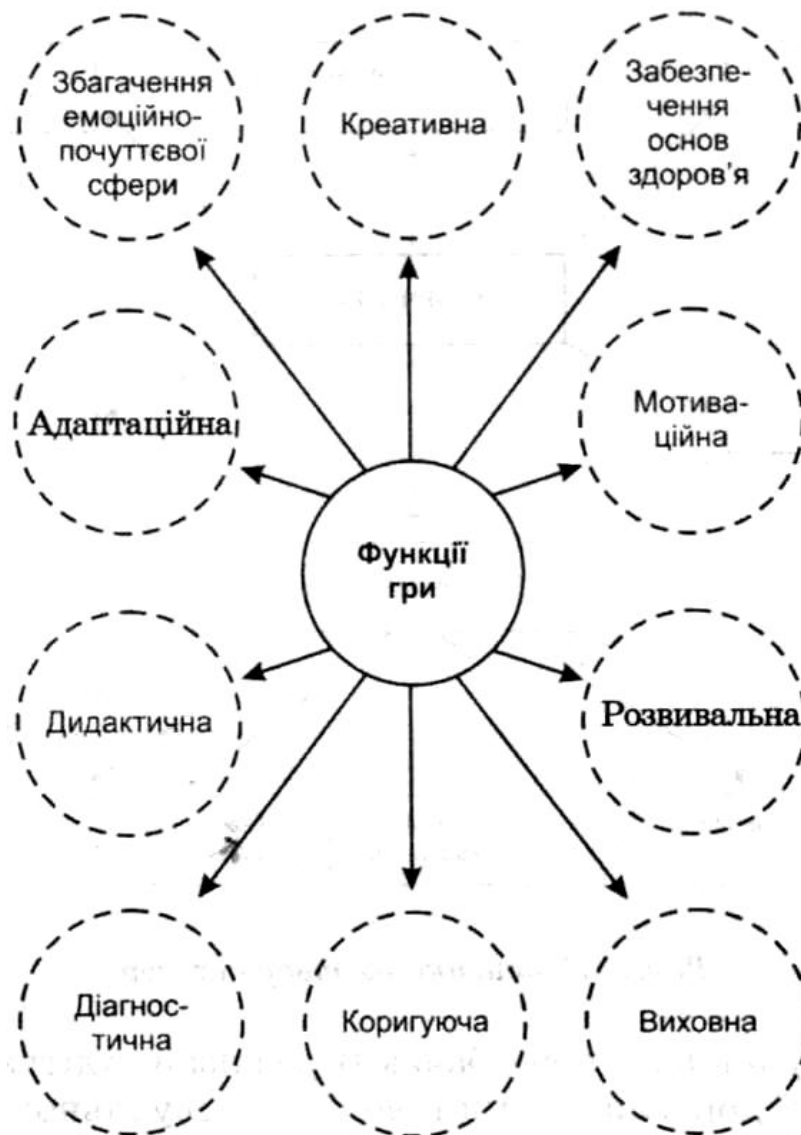 Збагачення
емоційно-
почуттєвої
сфери
Креативна
Забезпе-
чення
основ
здоров’я
Адаптаційна
Мотива-
ційна
Функції
гри
Дидактична
Розвивальна
Діагнос-
тична
Коригуюча
Виховна